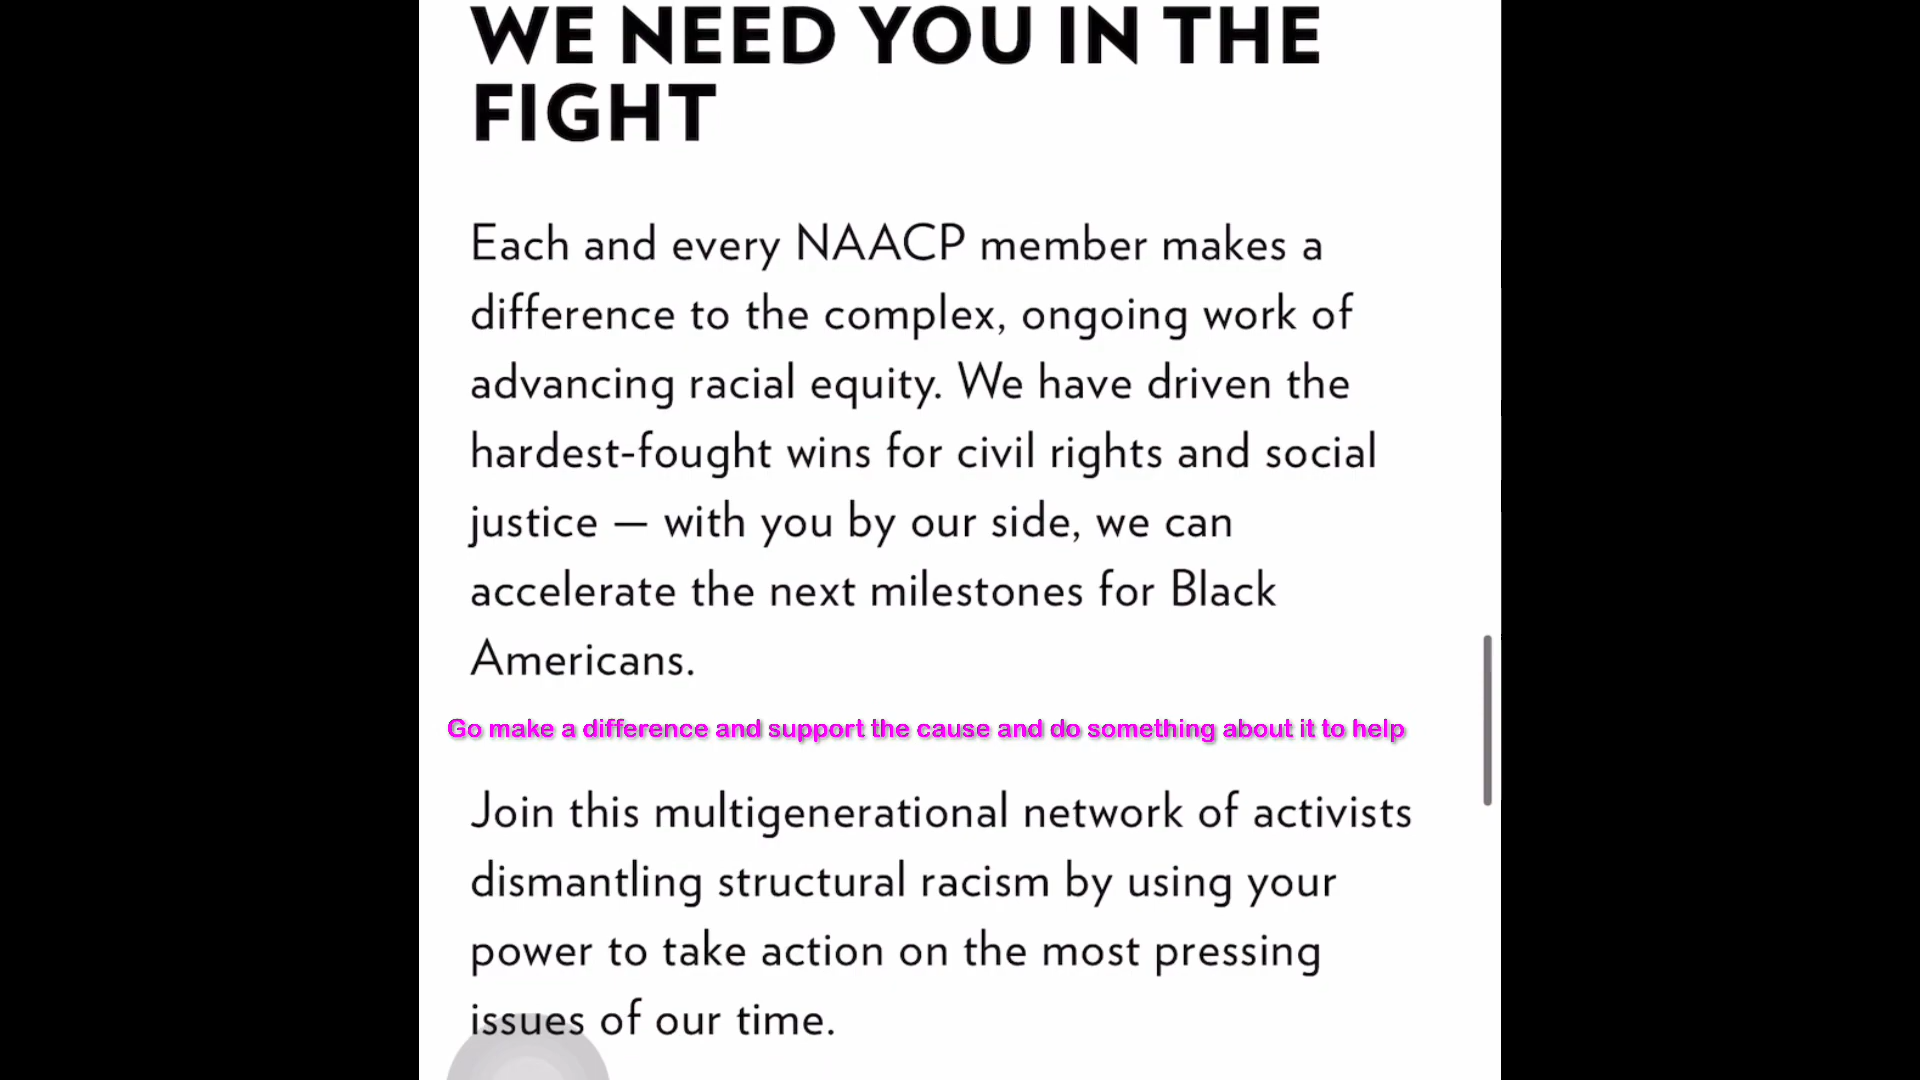 WE NEED YOU IN THE
FIGHT
Each and every NAACP member makes a
difference to the complex, ongoing work of
advancing racial equity. We have driven the
hardest-fought wins for civil rights and social
justice — with you by our side, we can
accelerate the next milestones for Black
Americans.
Go make a difference and support the cause and do something about it to help
Join this multigenerational network of activists
dismantling structural racism by using your
power to take action on the most pressing
issues of our time.